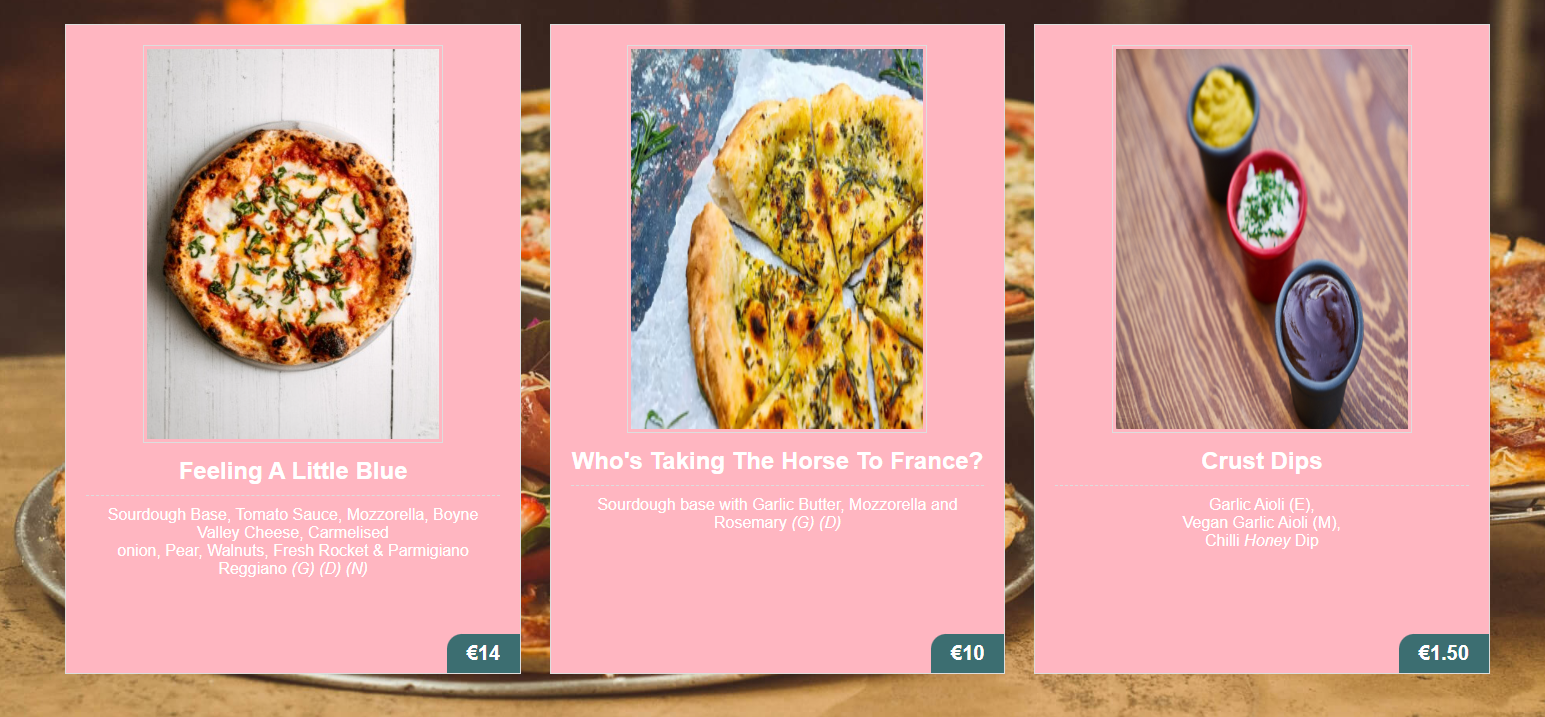 Feeling A Little Blue
Sourdough Base, Tomato Sauce, Mozzorella, Boyne
Valley Cheese, Carmelised
onion, Pear, Walnuts, Fresh Rocket & Parmigiano
Reggiano (G) (D) (N)
€14
Who's Taking The Horse To France?
Sourdough base with Garlic Butter, Mozzorella and
Rosemary (G) (D)
€10
Crust Dips
Garlic Aioli (E),
Vegan Garlic Aioli (M),
Chilli Honey Dip
€1.50